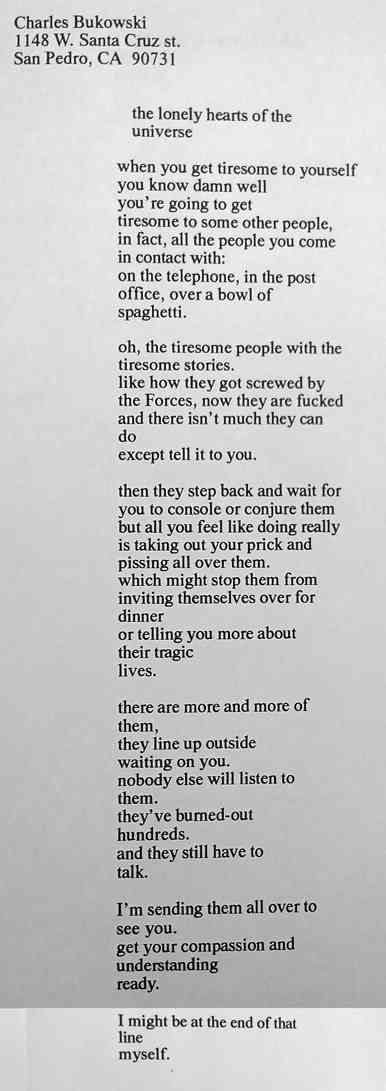 Charles Bukowski
1148 W. Santa Cruz st.
San Pedro, CA 90731
the lonely hearts of the
universe
when you get tiresome to yourself
you know damn well
you're going to get
tiresome to some other people,
in fact, all the people you come
in contact with:
on the telephone, in the post
office, over a bowl of
spaghetti.
oh, the tiresome people with the
tiresome stories.
like how they got screwed by
the Forces, now they are fucked
and there isn't much they can
do
except tell it to you.
then they step back and wait for
you to console or conjure them
but all you feel like doing really
is taking out your prick and
pissing all over them.
which might stop them from
inviting themselves over for
dinner
or telling you more about
their tragic
lives.
there are more and more of
them,
they line up outside
waiting on you.
nobody else will listen to
them.
they've burned-out
hundreds.
and they still have to
talk.
I'm sending them all over to
see you.
get your compassion and
understanding
ready.
I might be at the end of that
line
myself.